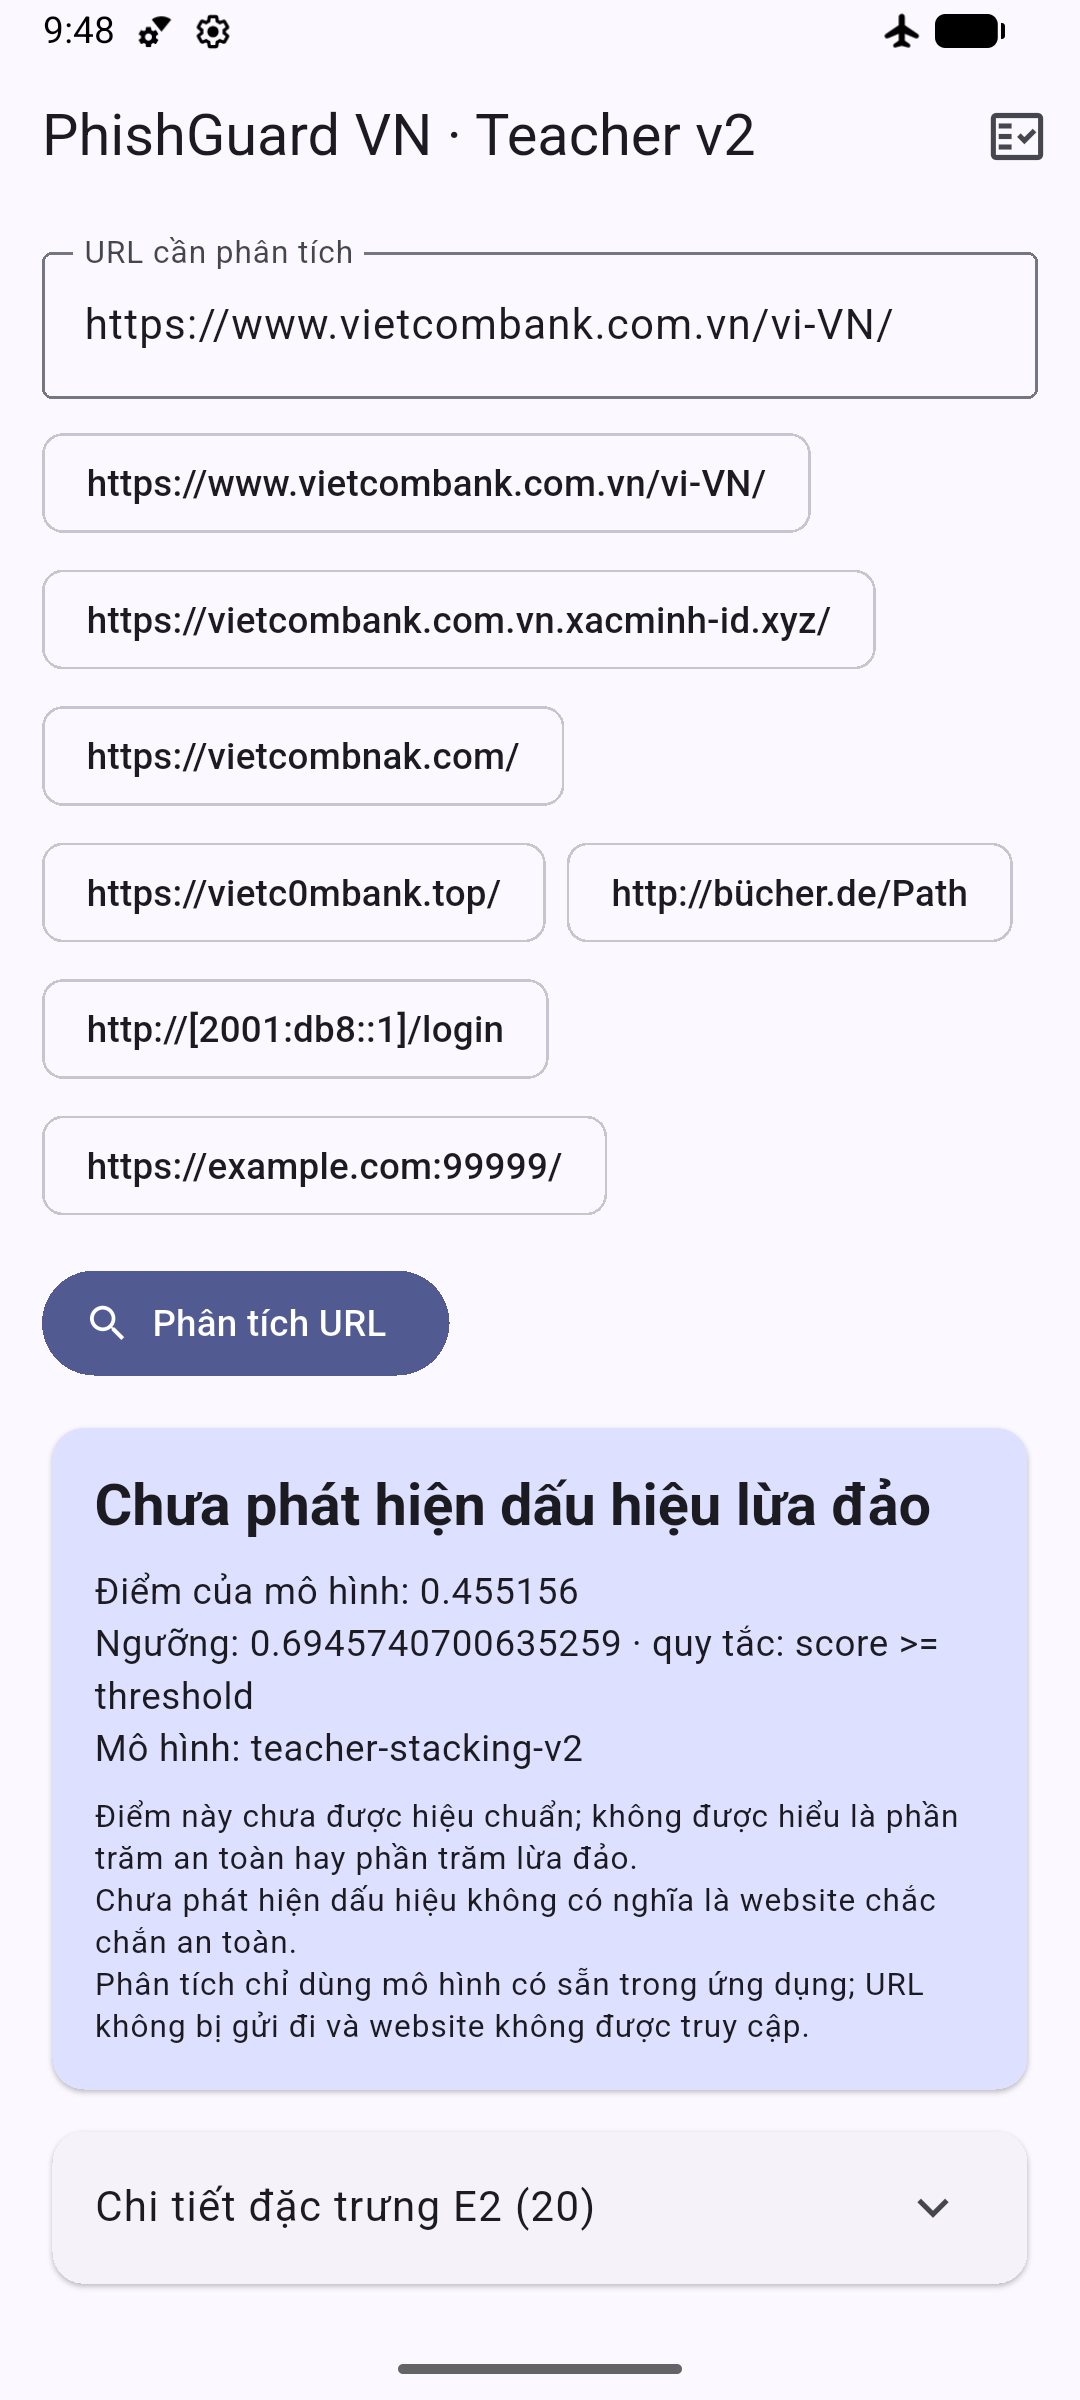 9:48
PhishGuard VN · Teacher v2
URL cần phân tích
https://www.vietcombank.com.vn/vi-VN/
https://www.vietcombank.com.vn/vi-VN/
https://vietcombank.com.vn.xacminh-id.xyz/
https://vietcombnak.com/
https://vietc0mbank.top/
http://bücher.de/Path
http://[2001:db8::1]/login
https://example.com:99999/
Phân tích URL
Chưa phát hiện dấu hiệu lừa đảo
Điểm của mô hình: 0.455156
Ngưỡng: 0.6945740700635259 · quy tắc: score >=
threshold
Mô hình: teacher-stacking-v2
Điểm này chưa được hiệu chuẩn; không được hiểu là phần
trăm an toàn hay phần trăm lừa đảo.
Chưa phát hiện dấu hiệu không có nghĩa là website chắc
chắn an toàn.
Phân tích chỉ dùng mô hình có sẵn trong ứng dụng; URL
không bị gửi đi và website không được truy cập.
Chi tiết đặc trưng E2 (20)